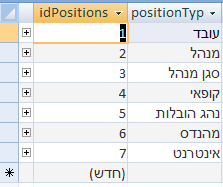 idPositions positionTyp
1 עובד
2 מנהל
3 סגן מנהל
4 קופאי
5 נהג הובלות
6 מהנדס
7 אינטרנט
(חדש)